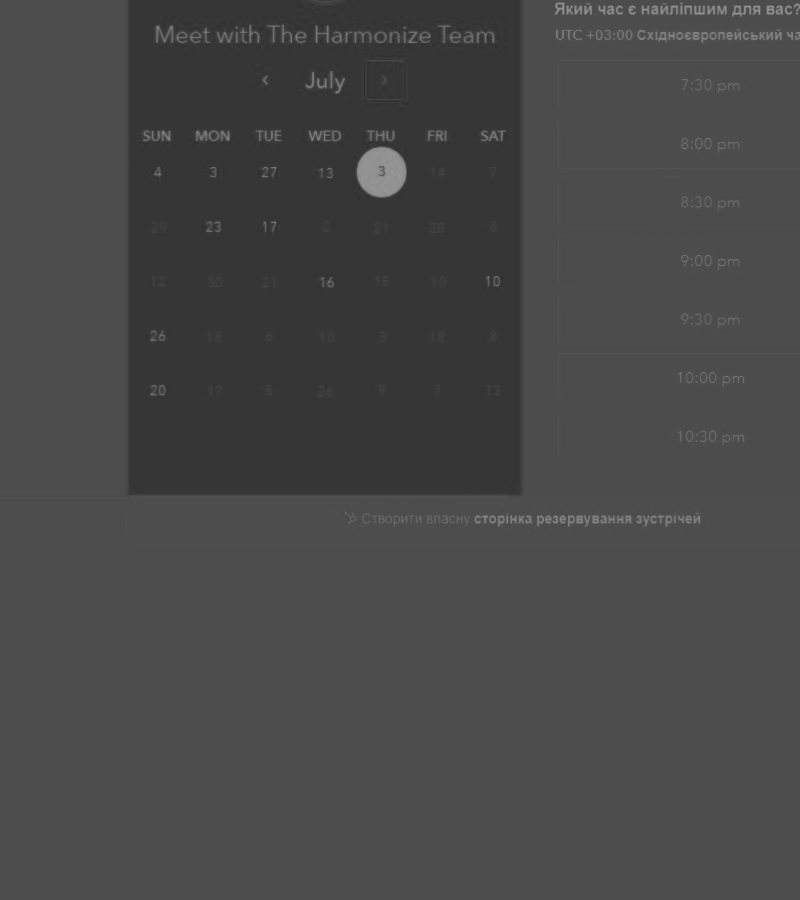 Meet with The Harmonize Team
July
SUN MON TUE WED THU FRI SAT
4 3 27 13 3 14 7
29 23 17 2 21 28 8
12 30 21 16 15 10 10
26 18 6 10 3 18 8
20 17 5 26 9 7 13
Який час є найліпшим для вас?
UTC +03:00 Східноєвропейський ча
7:30 pm
8:00 pm
8:30 pm
9:00 pm
9:30 pm
10:00 pm
10:30 pm
Створити власну сторінка резервування зустрічей